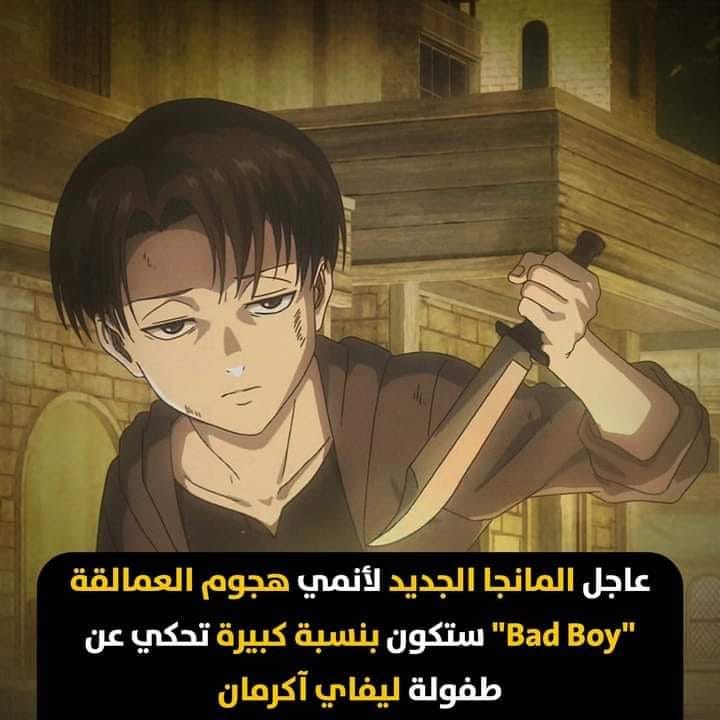 عاجل المانجا الجديد لأنمي هجوم العمالقة
"Bad Boy" ستكون بنسبة كبيرة تحكي عن
طفولة ليفاي آكرمان